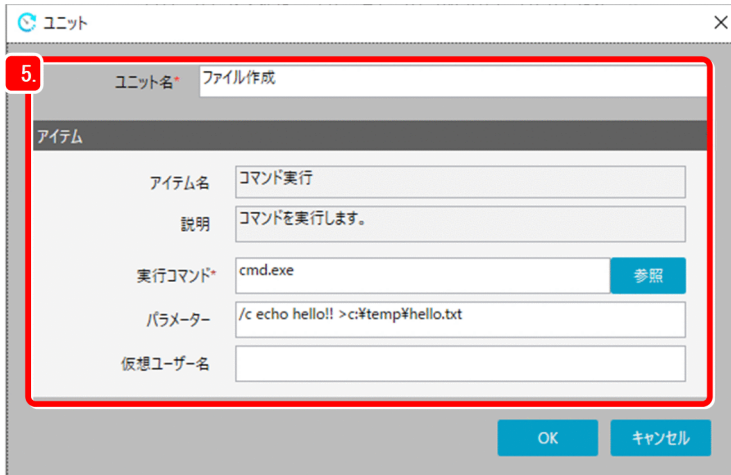 ユニット
5.
ユニット名* ファイル作成
アイテム
アイテム名 コマンド実行
説明 コマンドを実行します。
実行コマンド* cmd.exe 参照
パラメーター /c echo hello!! >c:¥temp¥hello.txt
仮想ユーザー名
OK キャンセル